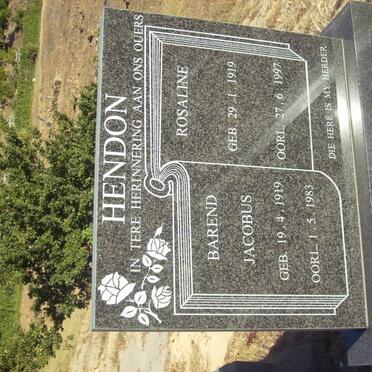 HENDON
IN TERE HERINNERING AAN ONS OUERS
BAREND
JACOBUS
GEB. 19.4.1919
OORL. 1.5.1983
ROSALINE
GEB. 29.1.1919
OORL. 27.6.1997
DIE HERE IS MY HERDER